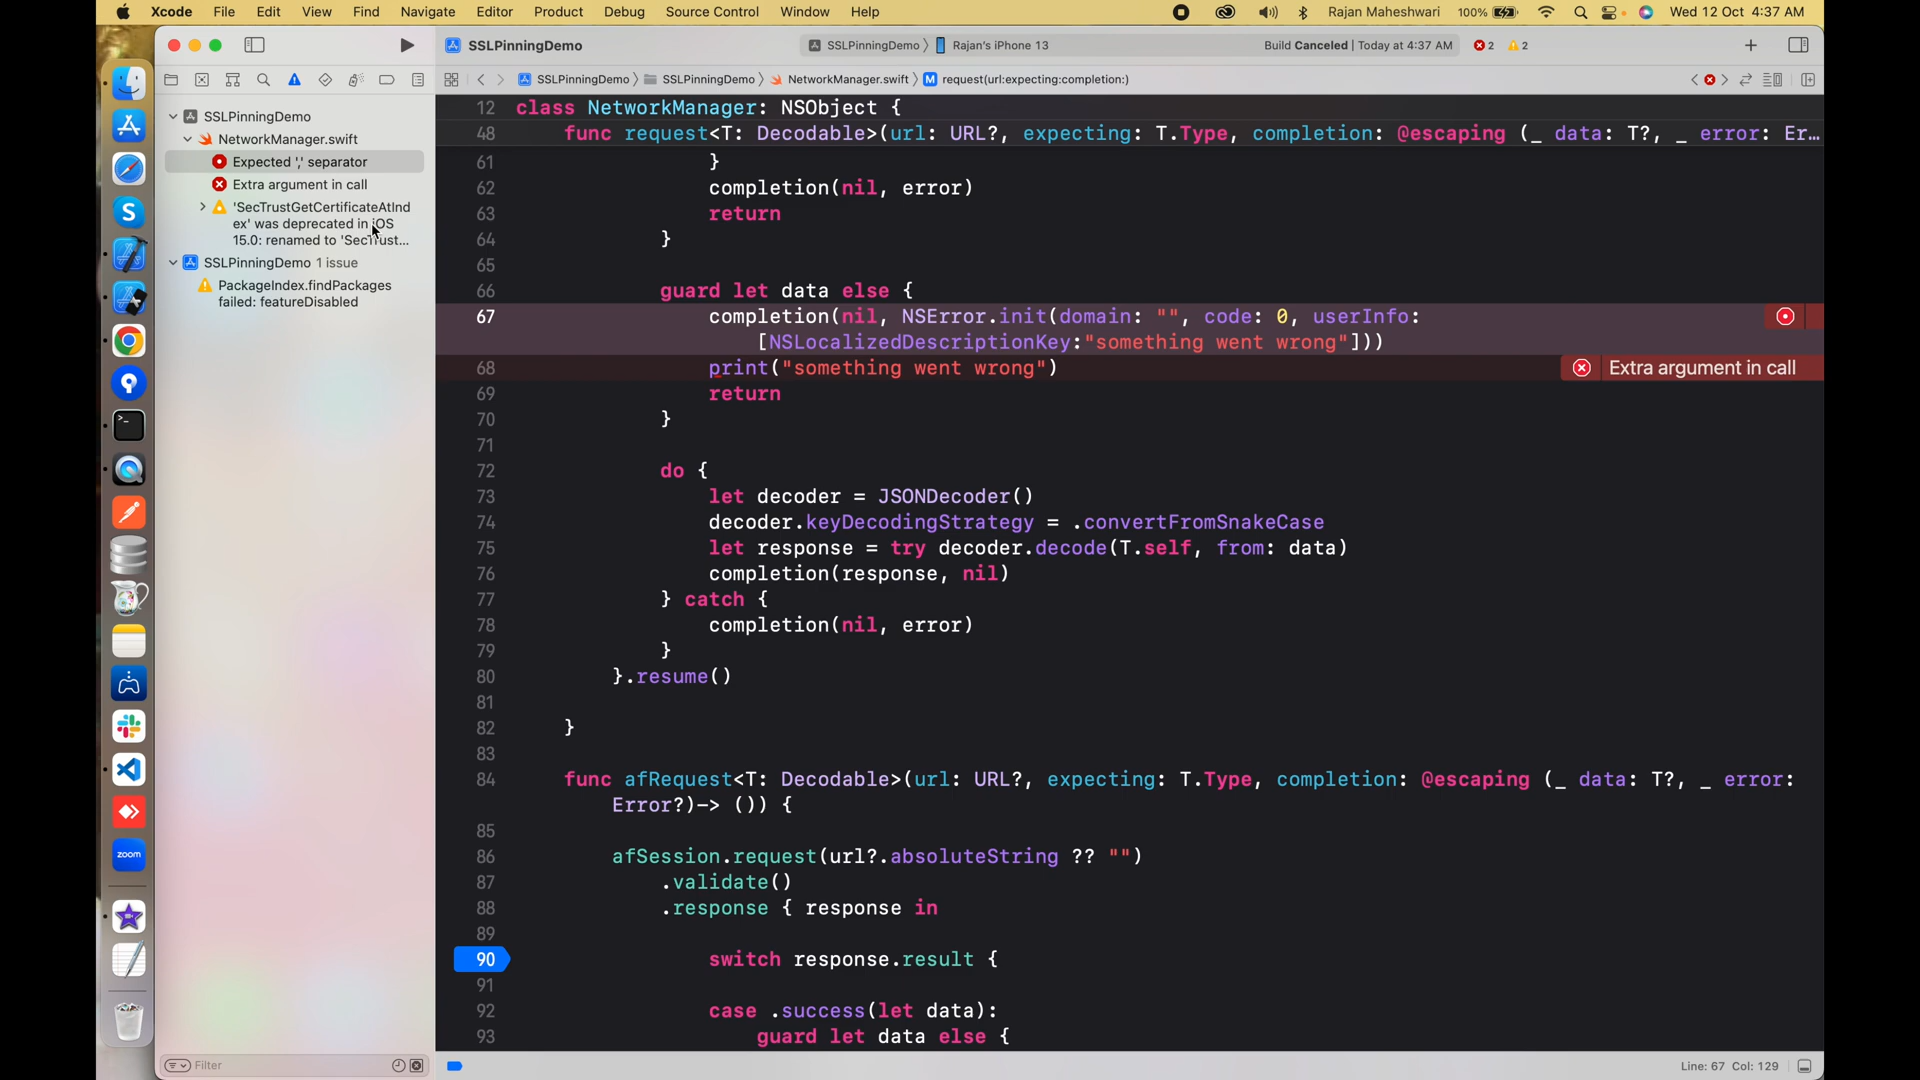 Xcode File Edit View Find Navigate Editor Product Debug Source Control Window Help Rajan Maheshwari 100% Wed 12 Oct 4:37 AM
SSLPinningDemo SSLPinningDemo 〉 Rajan's iPhone 13 Build Canceled | Today at 4:37 AM 2 2
SSLPinningDemo 〉 SSLPinningDemo 〉 NetworkManager.swift 〉 M request(url:expecting:completion:)
SSLPinningDemo
NetworkManager.swift
Expected ',' separator
Extra argument in call
'SecTrustGetCertificateAtInd
ex' was deprecated in iOS
15.0: renamed to 'SecTrust...
SSLPinningDemo 1 issue
PackageIndex.findPackages
failed: featureDisabled
Filter
12 class NetworkManager: NSObject {
48 func request<T: Decodable>(url: URL?, expecting: T.Type, completion: @escaping (_ data: T?, _ error: Er...
61 }
62 completion(nil, error)
63 return
64 }
65
66 guard let data else {
67 completion(nil, NSError.init(domain: "", code: 0, userInfo:
[NSLocalizedDescriptionKey:"something went wrong"]))
68 print("something went wrong") Extra argument in call
69 return
70 }
71
72 do {
73 let decoder = JSONDecoder()
74 decoder.keyDecodingStrategy = .convertFromSnakeCase
75 let response = try decoder.decode(T.self, from: data)
76 completion(response, nil)
77 } catch {
78 completion(nil, error)
79 }
80 }.resume()
81
82 }
83
84 func afRequest<T: Decodable>(url: URL?, expecting: T.Type, completion: @escaping (_ data: T?, _ error:
Error?)-> ()) {
85
86 afSession.request(url?.absoluteString ?? "")
87 .validate()
88 .response { response in
89
90 switch response.result {
91
92 case .success(let data):
93 guard let data else {
Line: 67 Col: 129
zoom